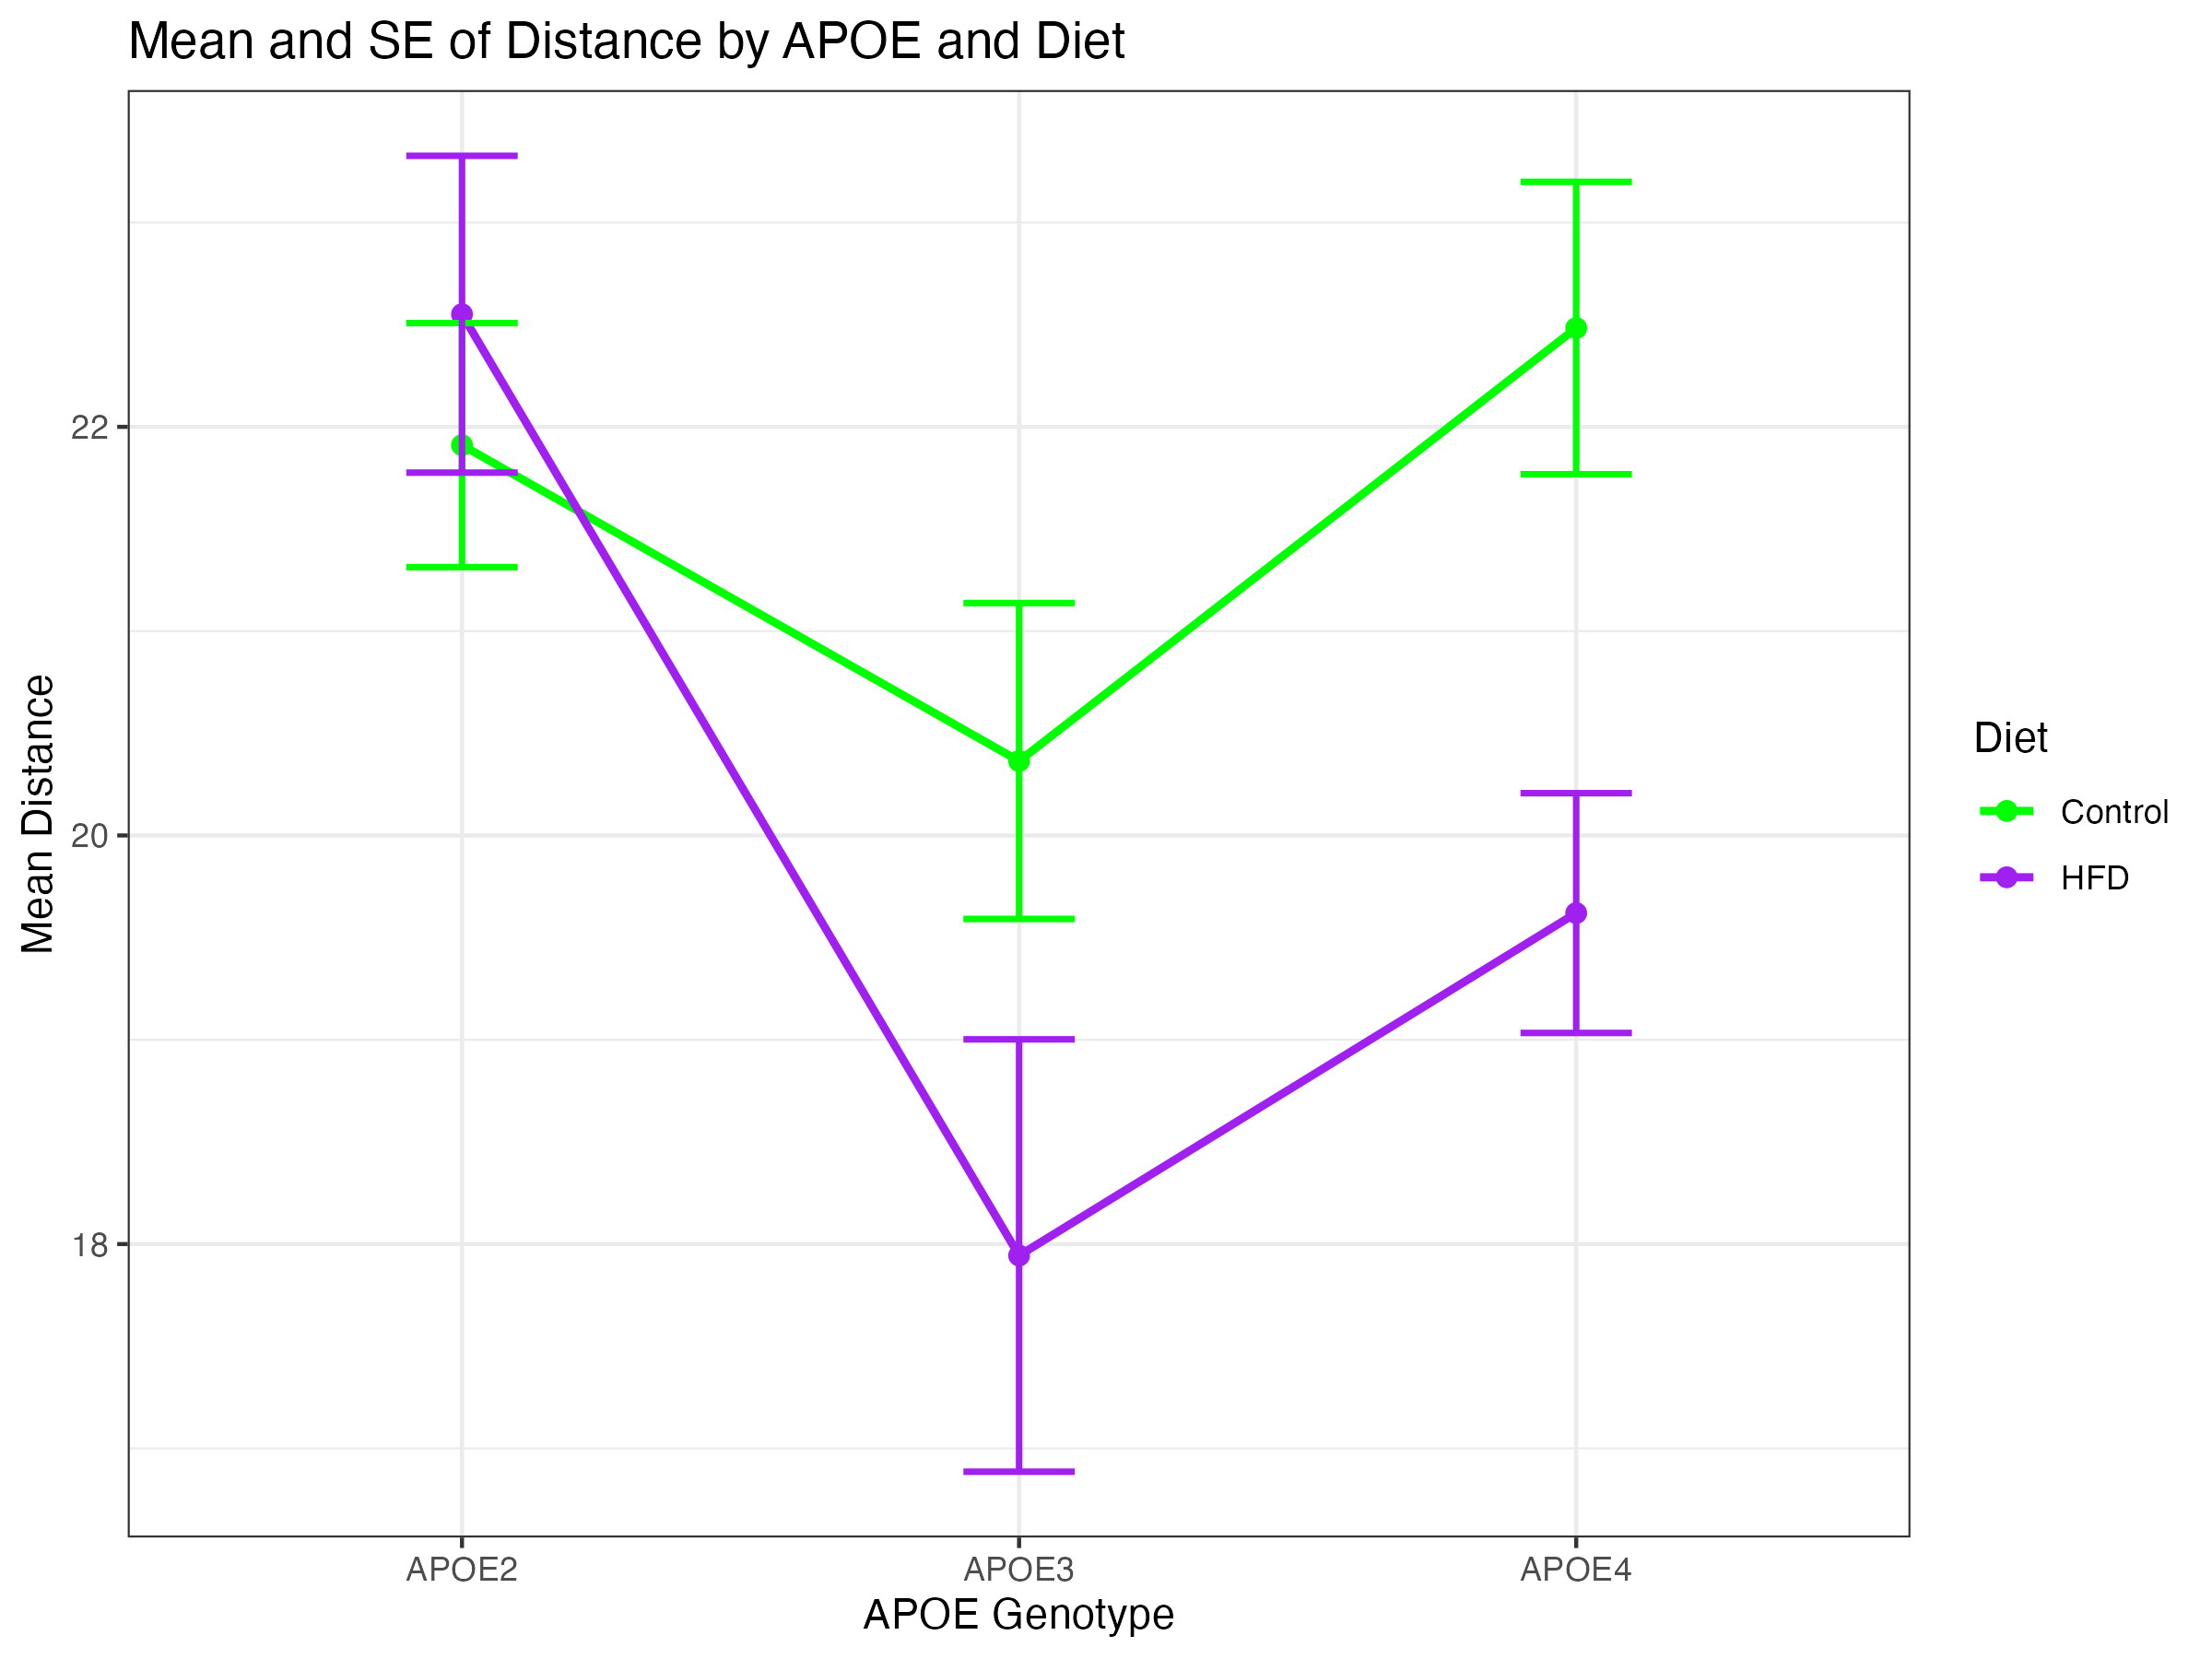 Mean and SE of Distance by APOE and Diet
Mean Distance
22
20
18
APOE2
APOE3
APOE4
APOE Genotype
Diet
Control
HFD